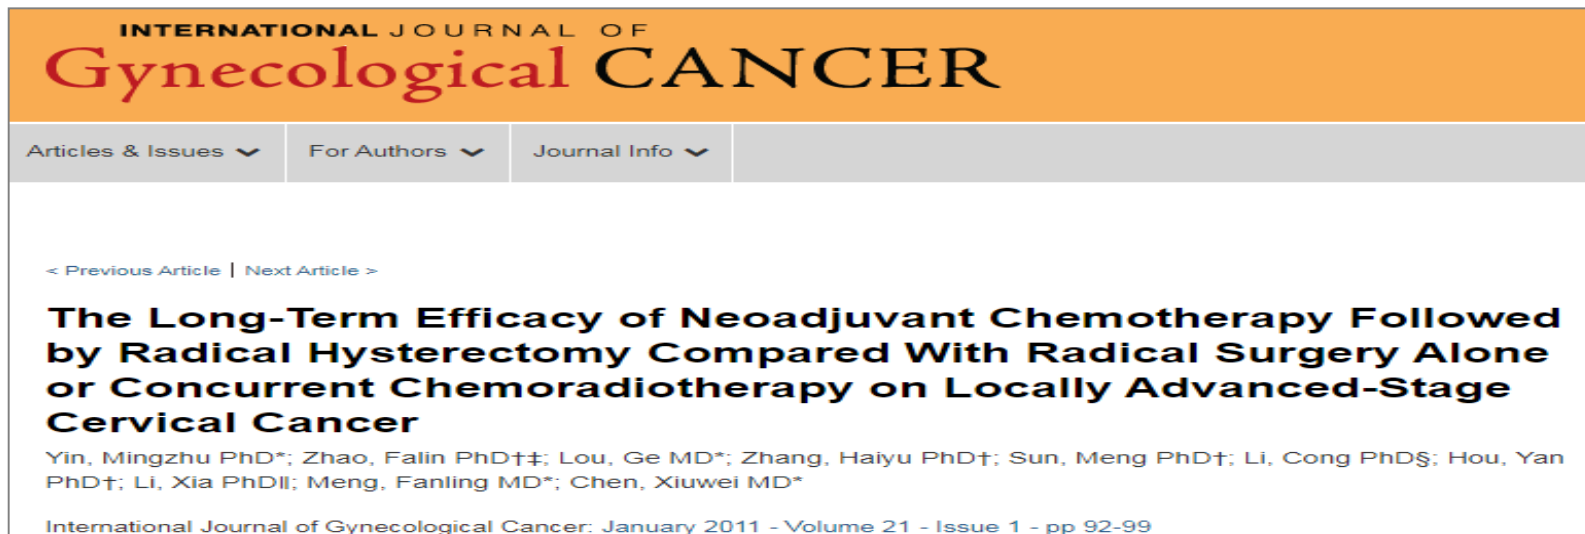 INTERNATIONAL JOURNAL OF
Gynecological CANCER
Articles & Issues For Authors Journal Info
< Previous Article | Next Article >
The Long-Term Efficacy of Neoadjuvant Chemotherapy Followed
by Radical Hysterectomy Compared With Radical Surgery Alone
or Concurrent Chemoradiotherapy on Locally Advanced-Stage
Cervical Cancer
Yin, Mingzhu PhD*; Zhao, Falin PhD†‡; Lou, Ge MD*; Zhang, Haiyu PhD†; Sun, Meng PhD†; Li, Cong PhD§; Hou, Yan
PhD†; Li, Xia PhD∥; Meng, Fanling MD*; Chen, Xiuwei MD*
International Journal of Gynecological Cancer: January 2011 - Volume 21 - Issue 1 - pp 92-99